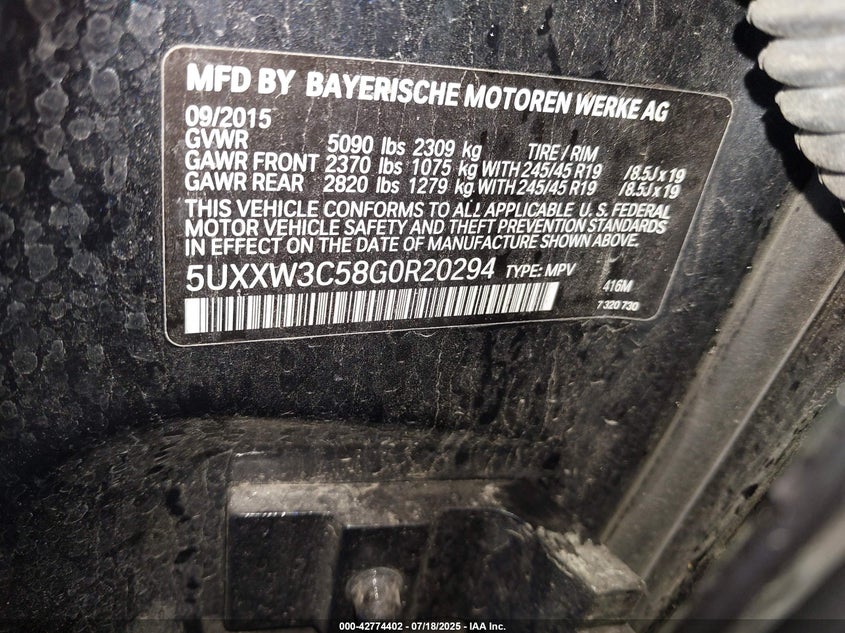 MFD BY BAYERISCHE MOTOREN WERKE AG
09/2015
GVWR 5090 lbs 2309 kg TIRE / RIM
GAWR FRONT 2370 lbs 1075 kg WITH 245/45 R19 /8.5J x 19
GAWR REAR 2820 lbs 1279 kg WITH 245/45 R19 /8.5J x 19
THIS VEHICLE CONFORMS TO ALL APPLICABLE U. S. FEDERAL
MOTOR VEHICLE SAFETY AND THEFT PREVENTION STANDARDS
IN EFFECT ON THE DATE OF MANUFACTURE SHOWN ABOVE.
5UXXW3C58G0R20294 TYPE: MPV 416M
7 320 730
000-42774402 - 07/18/2025 - IAA Inc.